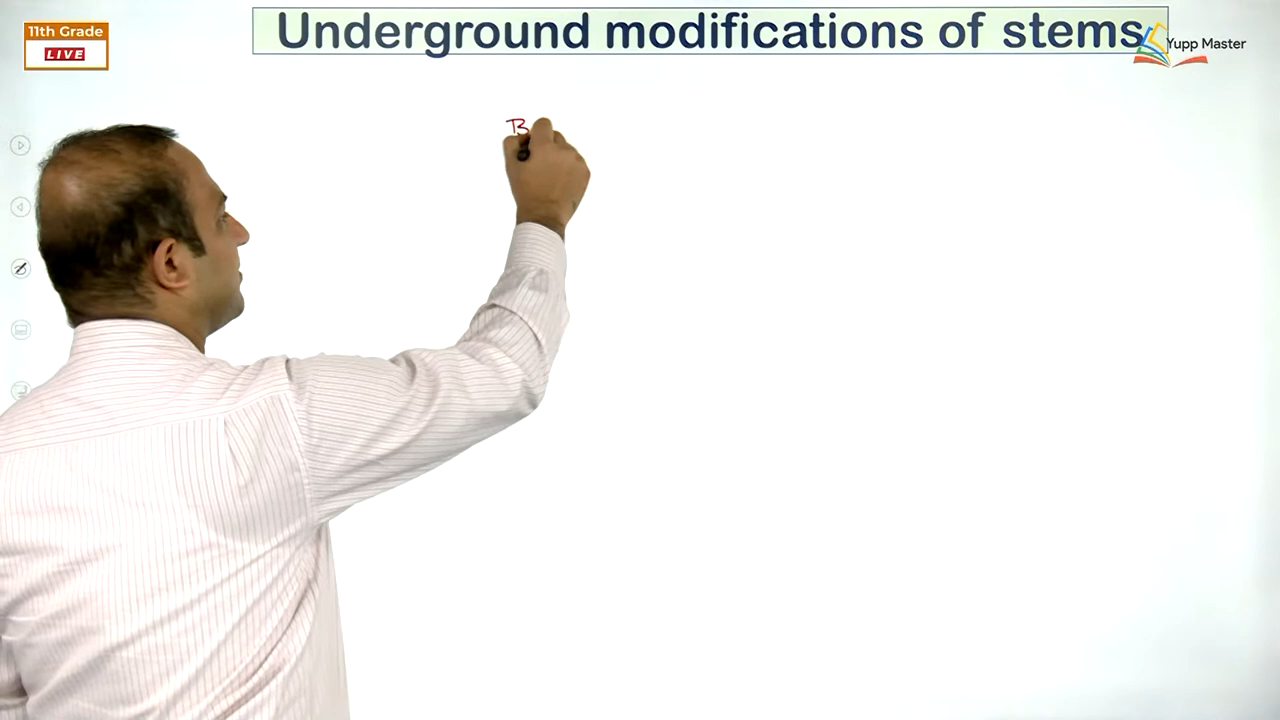 11th Grade
LIVE
Underground modifications of stems
Yupp Master
B